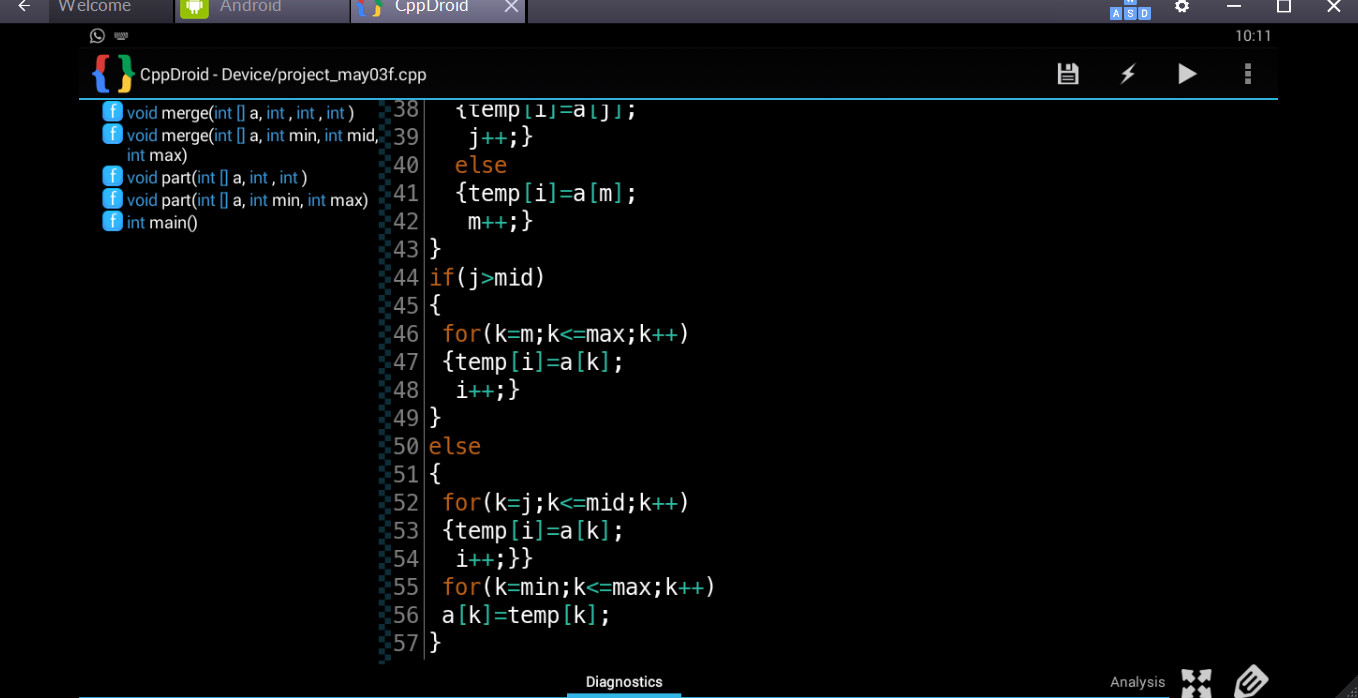 Welcome
Android
CppDroid
A S D
10:11
CppDroid - Device/project_may03f.cpp
f void merge(int [] a, int , int , int )
f void merge(int [] a, int min, int mid,
int max)
f void part(int [] a, int , int )
f void part(int [] a, int min, int max)
f int main()
38 {temp[i]=a[j];
39 j++;}
40 else
41 {temp[i]=a[m];
42 m++;}
43 }
44 if(j>mid)
45 {
46 for(k=m;k<=max;k++)
47 {temp[i]=a[k];
48 i++;}
49 }
50 else
51 {
52 for(k=j;k<=mid;k++)
53 {temp[i]=a[k];
54 i++;}}
55 for(k=min;k<=max;k++)
56 a[k]=temp[k];
57 }
Diagnostics
Analysis